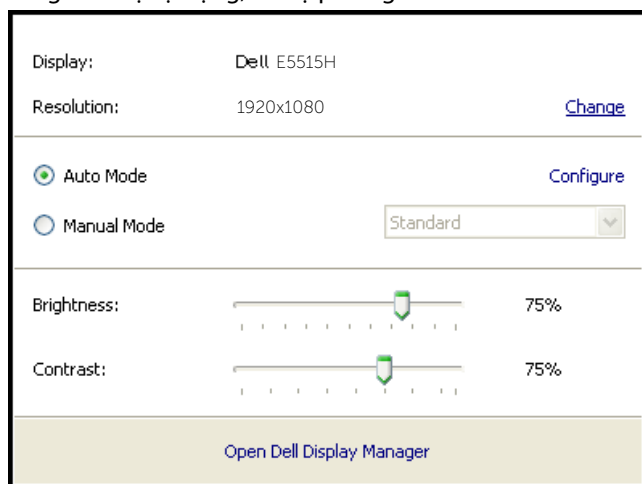 Display: Dell E5515H
Resolution: 1920x1080 Change
Auto Mode Configure
Manual Mode Standard
Brightness: 75%
Contrast: 75%
Open Dell Display Manager